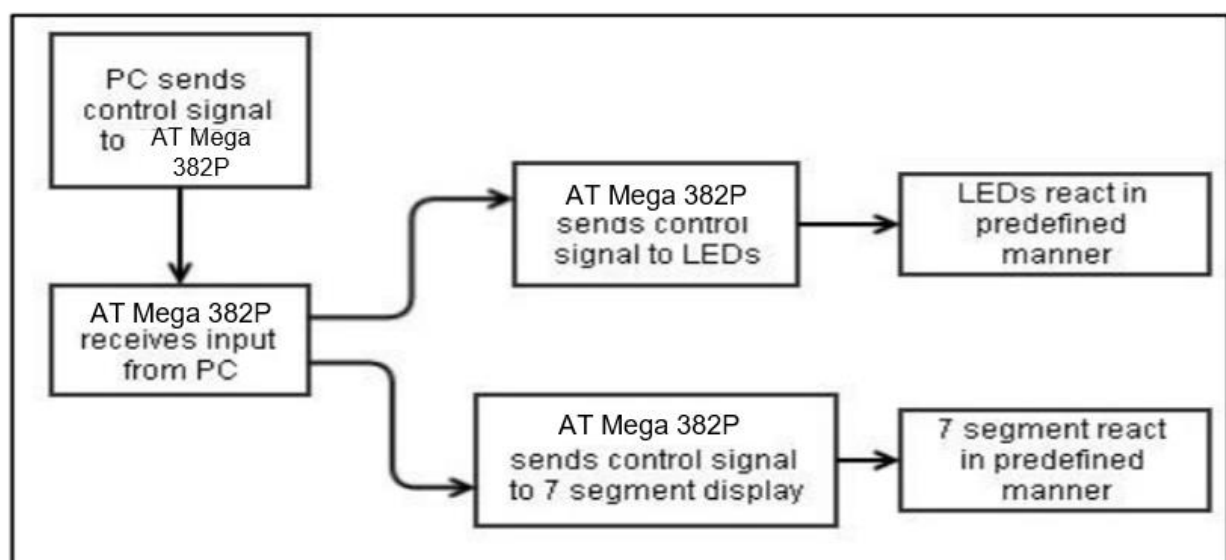 PC sends
control signal
to AT Mega
382P
AT Mega 382P
receives input
from PC
AT Mega 382P
sends control
signal to LEDs
LEDs react in
predefined
manner
AT Mega 382P
sends control signal
to 7 segment display
7 segment react
in predefined
manner